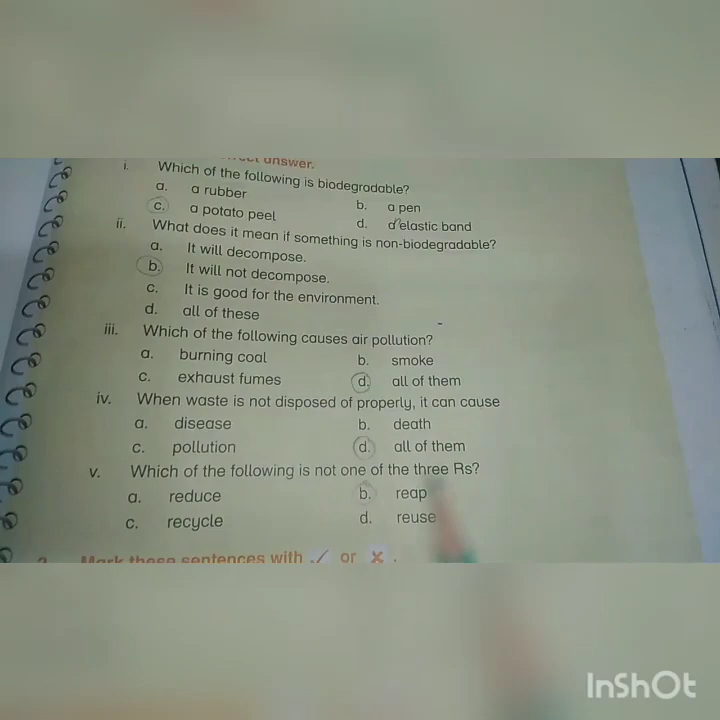 answer.
i. Which of the following is biodegradable?
a. a rubber b. a pen
c. a potato peel d. elastic band
ii. What does it mean if something is non-biodegradable?
a. It will decompose.
b. It will not decompose.
c. It is good for the environment.
d. all of these
iii. Which of the following causes air pollution?
a. burning coal b. smoke
c. exhaust fumes d. all of them
iv. When waste is not disposed of properly, it can cause
a. disease b. death
c. pollution d. all of them
v. Which of the following is not one of the three Rs?
a. reduce b. reap
c. recycle d. reuse
Mark these sentences with ✓ or ✗.
InShOt